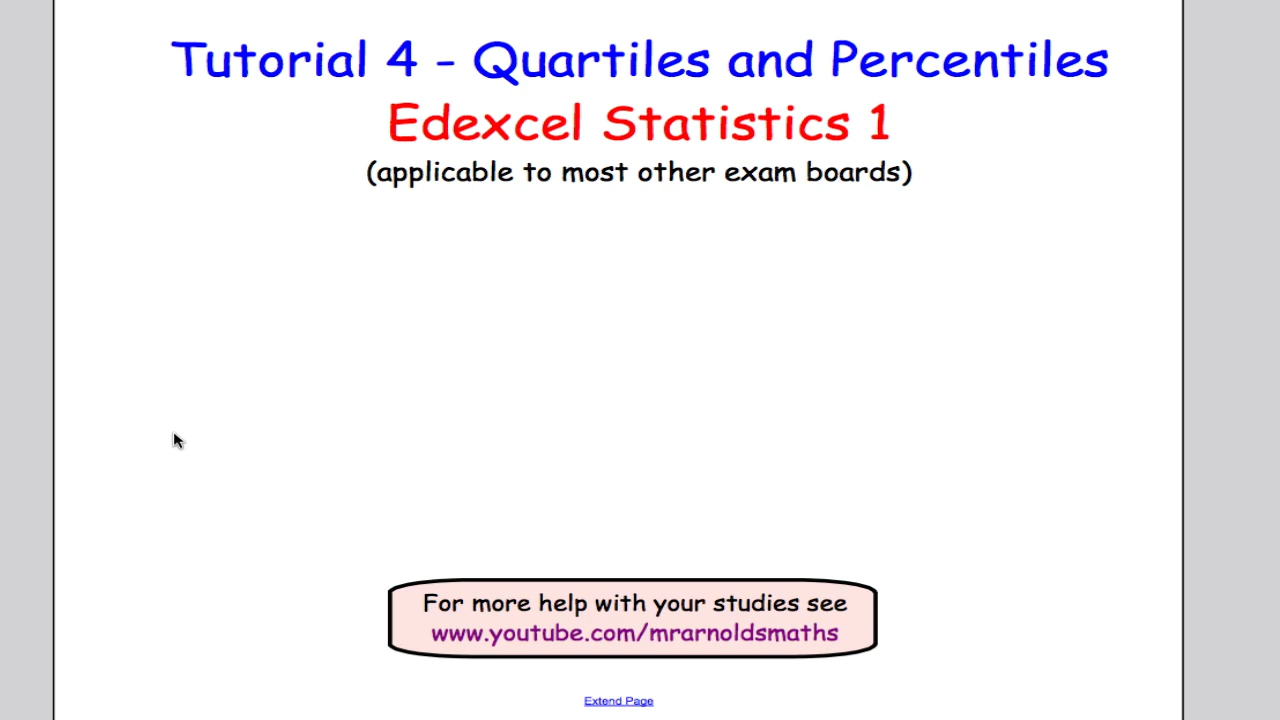 Tutorial 4 - Quartiles and Percentiles
Edexcel Statistics 1
(applicable to most other exam boards)
For more help with your studies see
www.youtube.com/mrarnoldsmaths
Extend Page